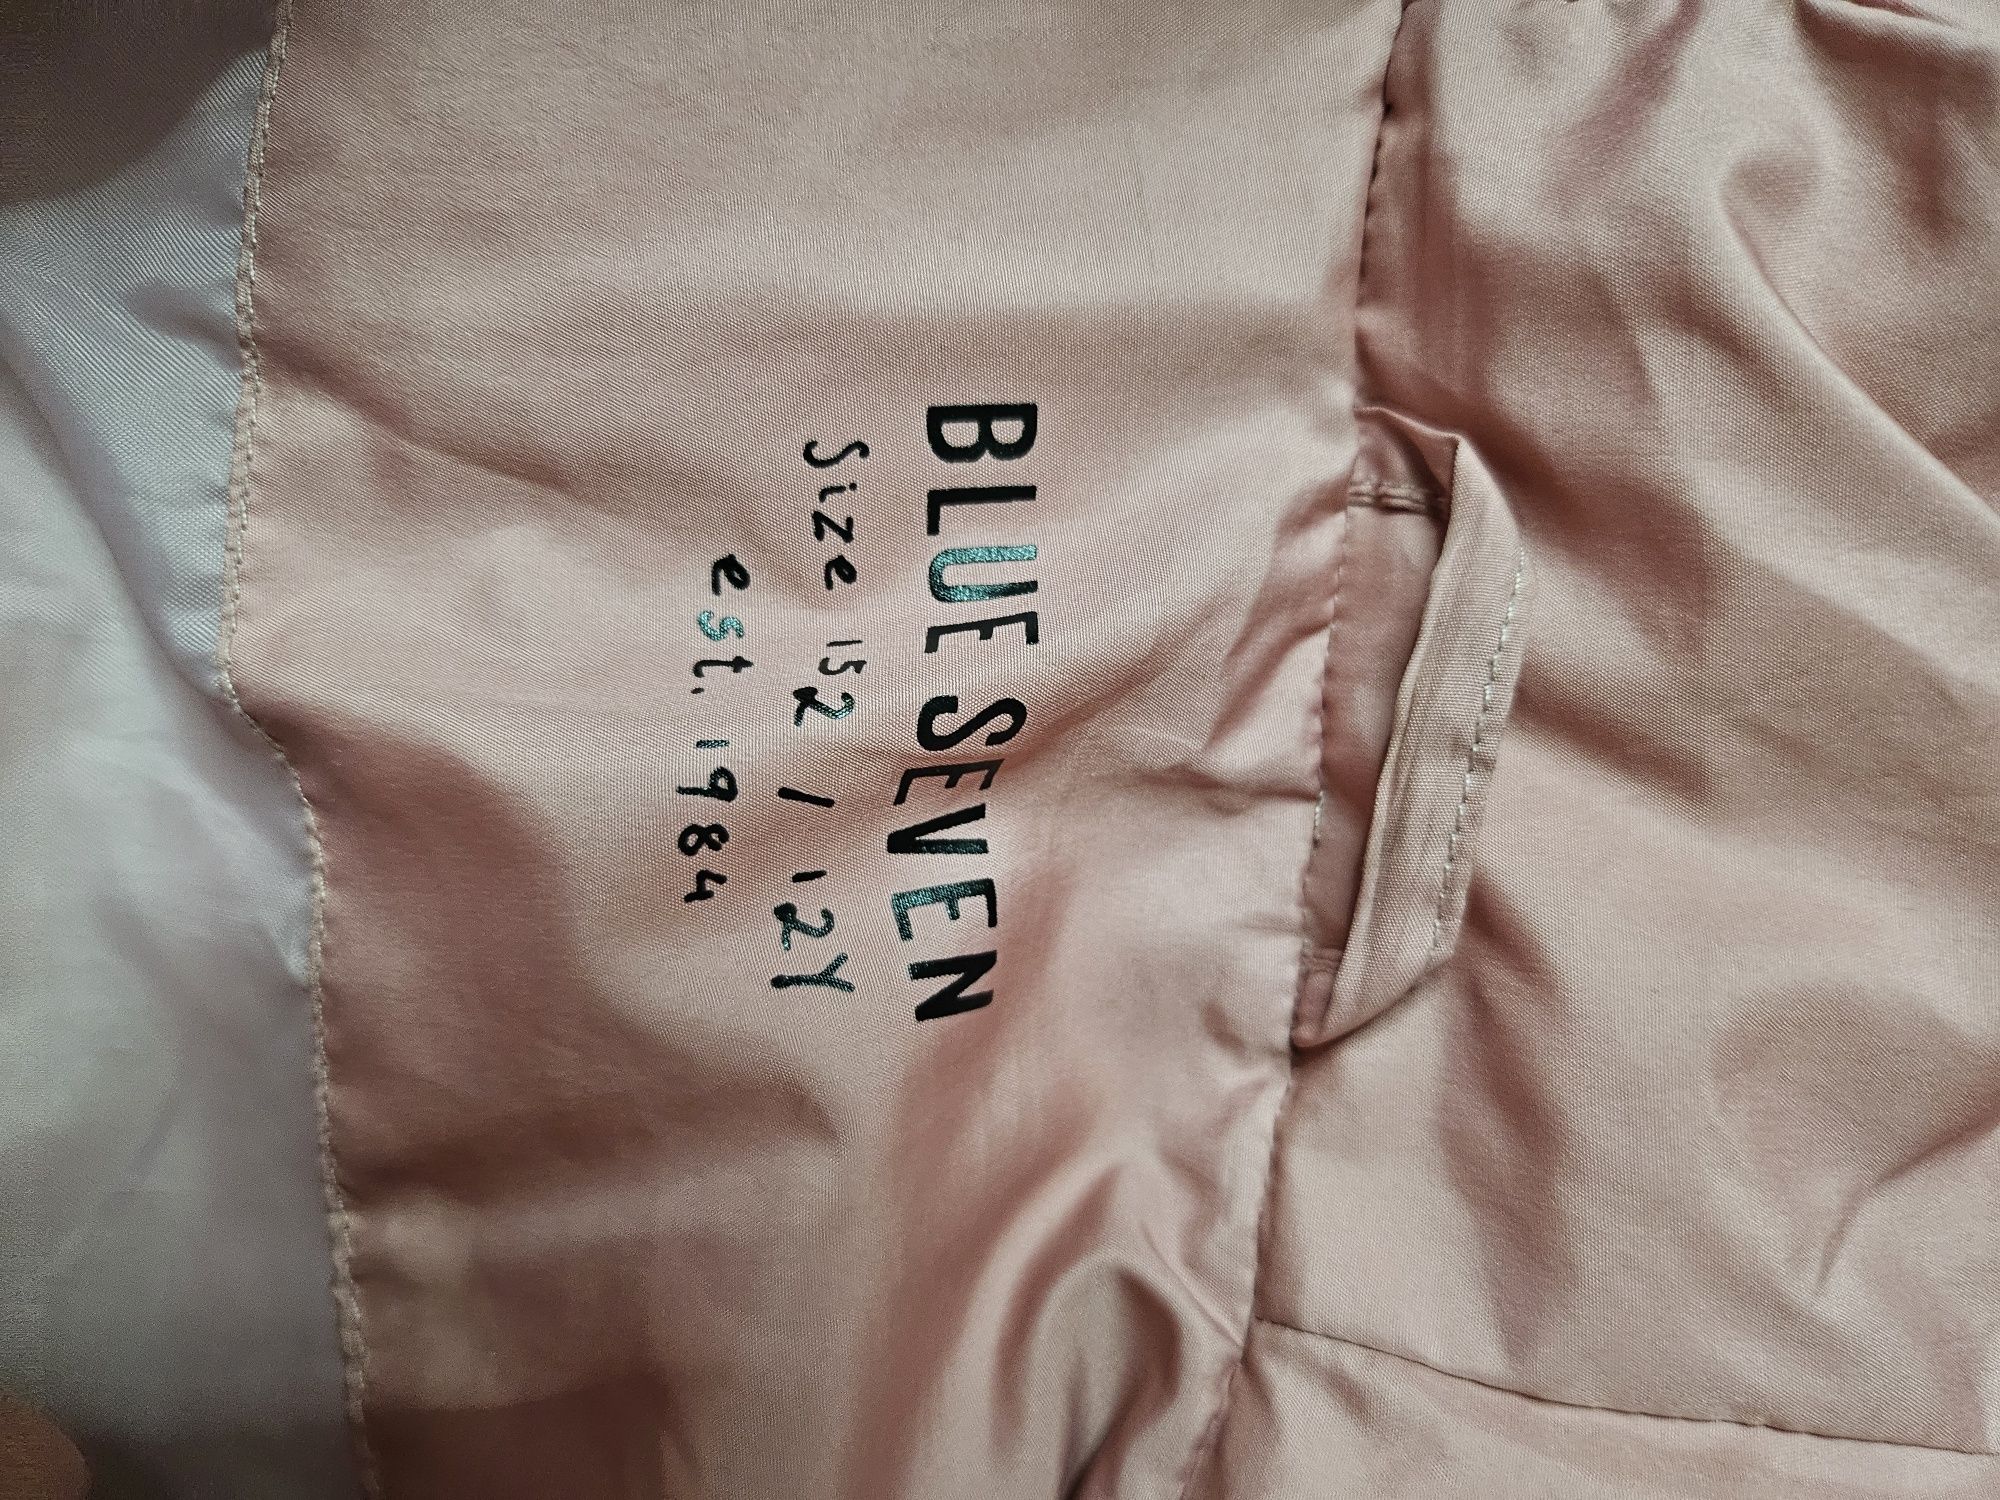 BLUE SEVEN
Size 152 / 12Y
est. 1984